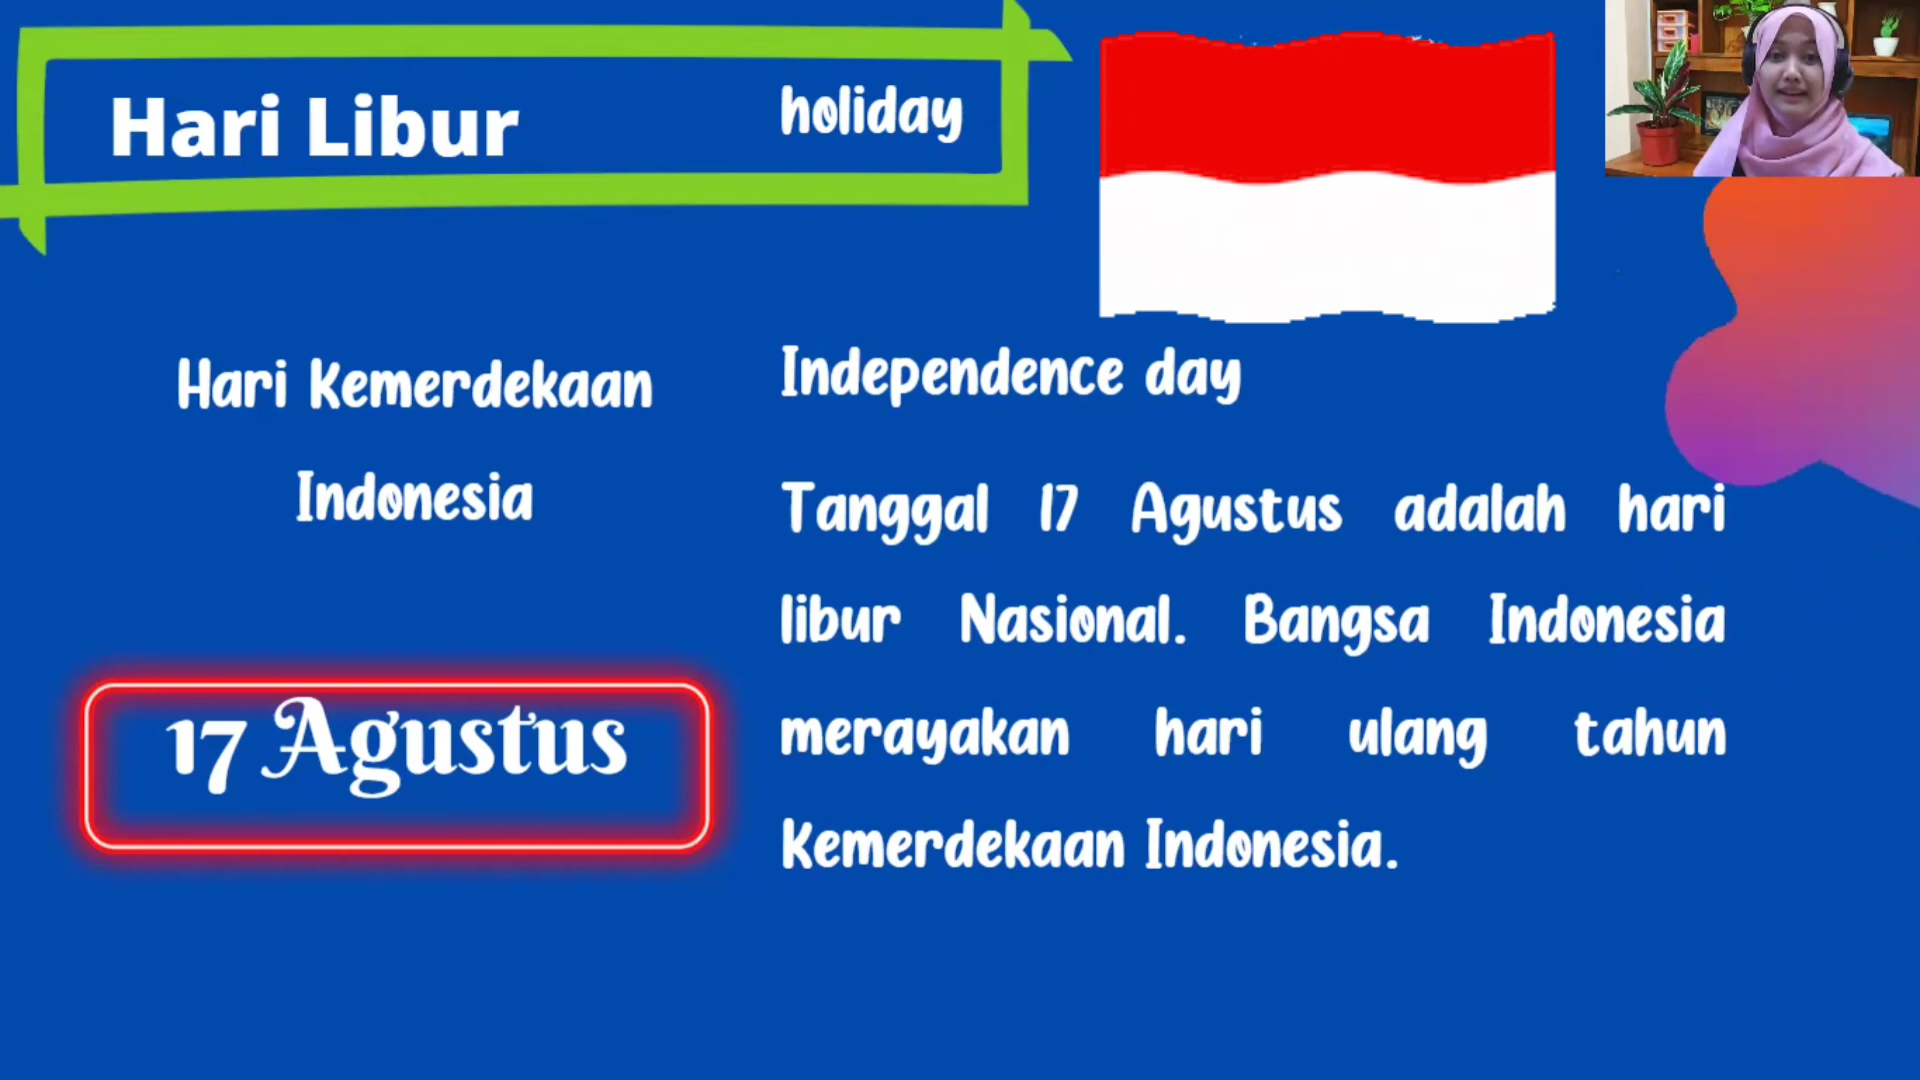 Hari Libur
holiday
Hari Kemerdekaan
Indonesia
17 Agustus
Independence day
Tanggal 17 Agustus adalah hari
libur Nasional. Bangsa Indonesia
merayakan hari ulang tahun
Kemerdekaan Indonesia.